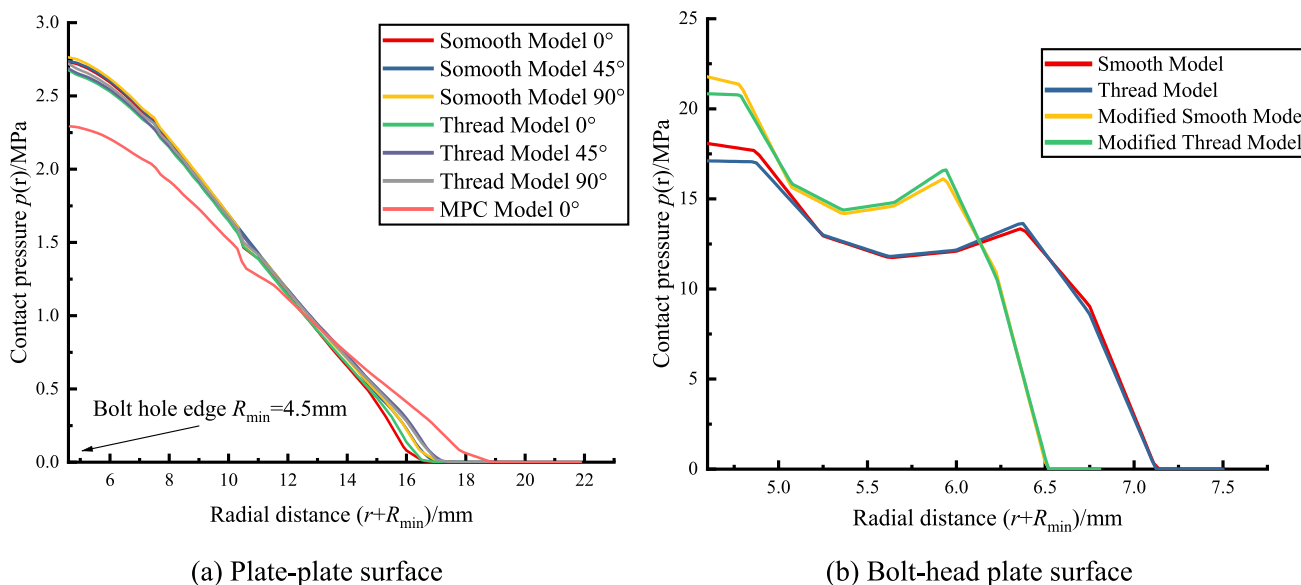 3.0
2.5
2.0
1.5
1.0
0.5
0.0
Contact pressure p(r)/MPa
Somooth Model 0°
Somooth Model 45°
Somooth Model 90°
Thread Model 0°
Thread Model 45°
Thread Model 90°
MPC Model 0°
Bolt hole edge Rmin=4.5mm
6 8 10 12 14 16 18 20 22
Radial distance (r+Rmin)/mm
(a) Plate-plate surface
25
20
15
10
5
0
Contact pressure p(r)/MPa
Smooth Model
Thread Model
Modified Smooth Mode
Modified Thread Model
5.0 5.5 6.0 6.5 7.0 7.5
Radial distance (r+Rmin)/mm
(b) Bolt-head plate surface